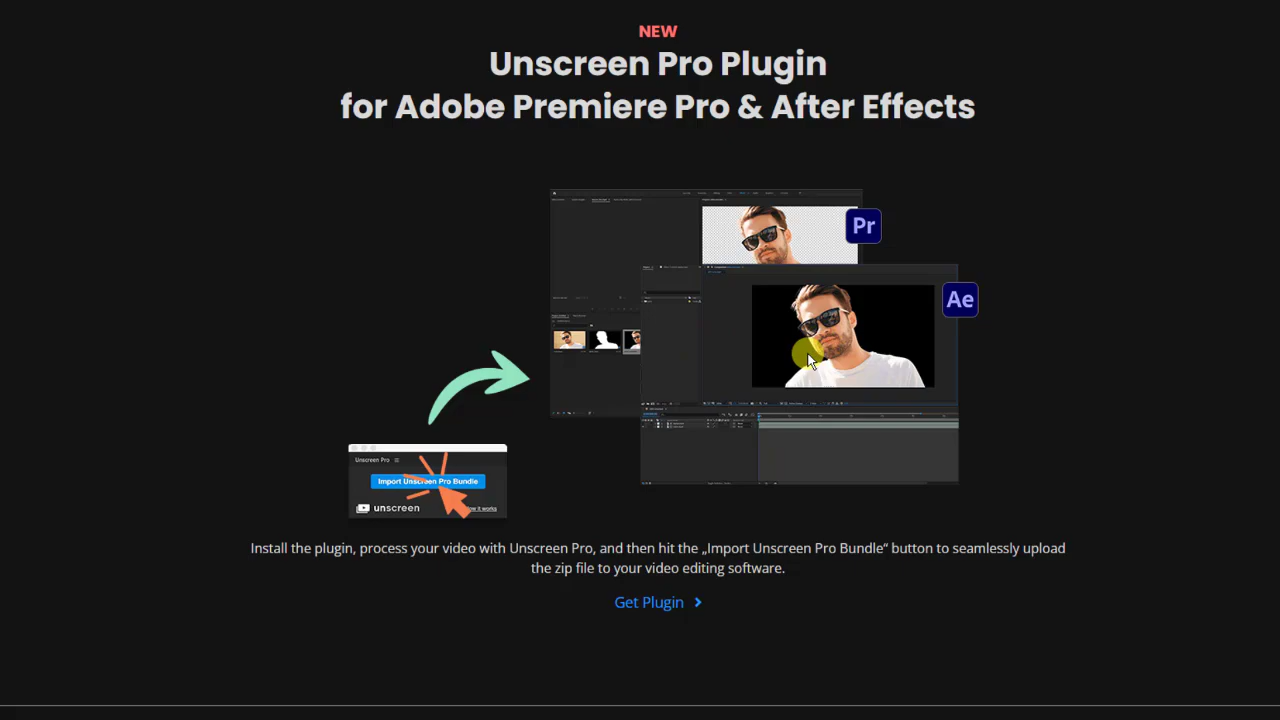 NEW
Unscreen Pro Plugin
for Adobe Premiere Pro & After Effects
Pr
Ae
Unscreen Pro
Import Unscreen Pro Bundle
unscreen
Install the plugin, process your video with Unscreen Pro, and then hit the „Import Unscreen Pro Bundle“ button to seamlessly upload
the zip file to your video editing software.
Get Plugin